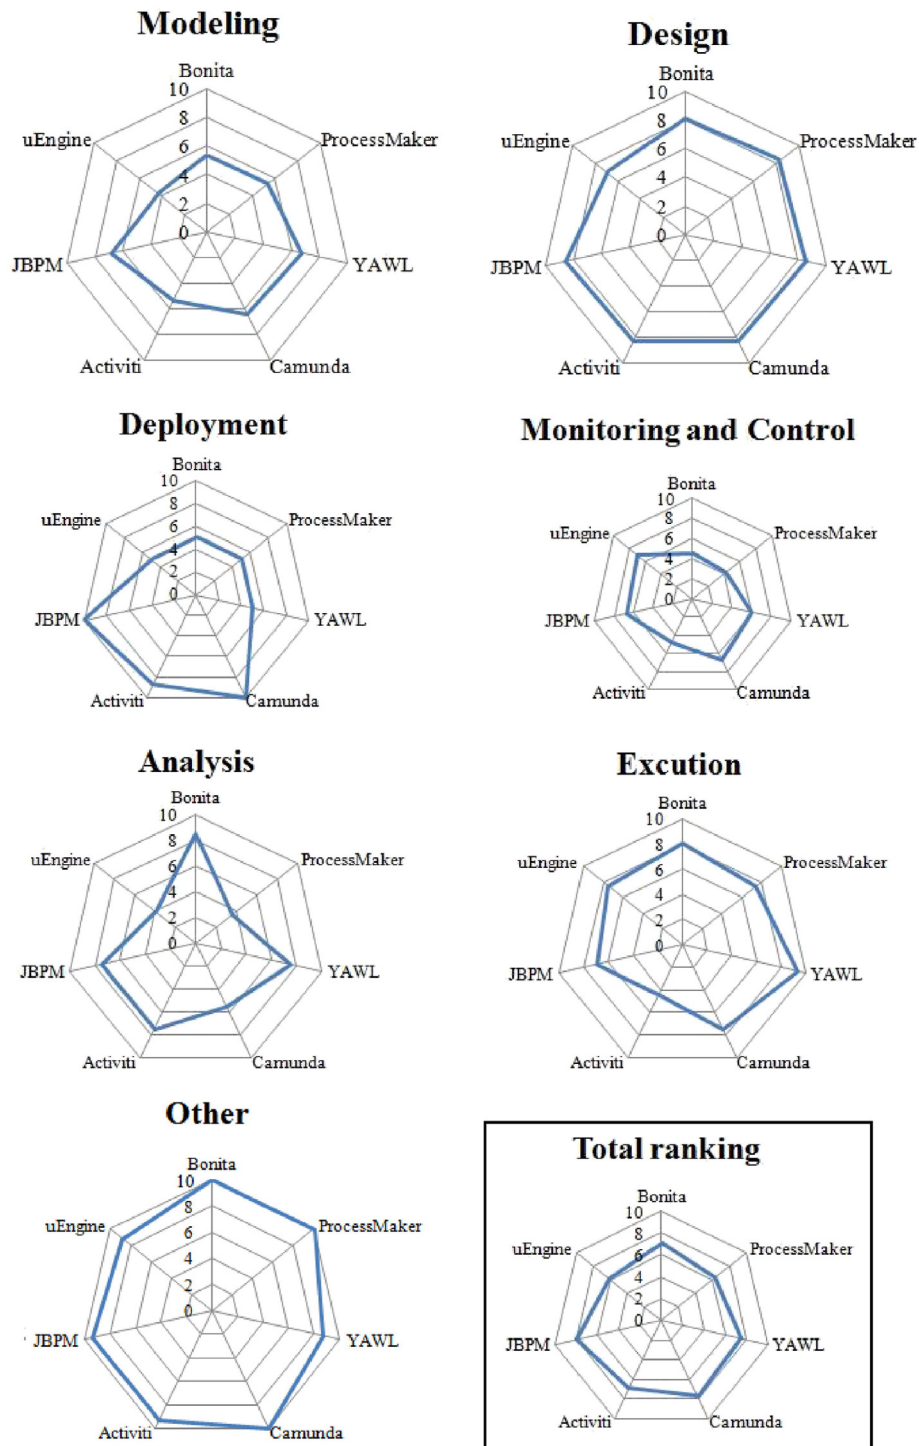 Modeling
Bonita
10
8
6
4
2
0
ProcessMaker
YAWL
Camunda
Activiti
JBPM
uEngine
Design
Bonita
10
8
6
4
2
0
ProcessMaker
YAWL
Camunda
Activiti
JBPM
uEngine
Deployment
Bonita
10
8
6
4
2
0
ProcessMaker
YAWL
Camunda
Activiti
JBPM
uEngine
Monitoring and Control
Bonita
10
8
6
4
2
0
ProcessMaker
YAWL
Camunda
Activiti
JBPM
uEngine
Analysis
Bonita
10
8
6
4
2
0
ProcessMaker
YAWL
Camunda
Activiti
JBPM
uEngine
Excution
Bonita
10
8
6
4
2
0
ProcessMaker
YAWL
Camunda
Activiti
JBPM
uEngine
Other
Bonita
10
8
6
4
2
0
ProcessMaker
YAWL
Camunda
Activiti
JBPM
uEngine
Total ranking
Bonita
10
8
6
4
2
0
ProcessMaker
YAWL
Camunda
Activiti
JBPM
uEngine